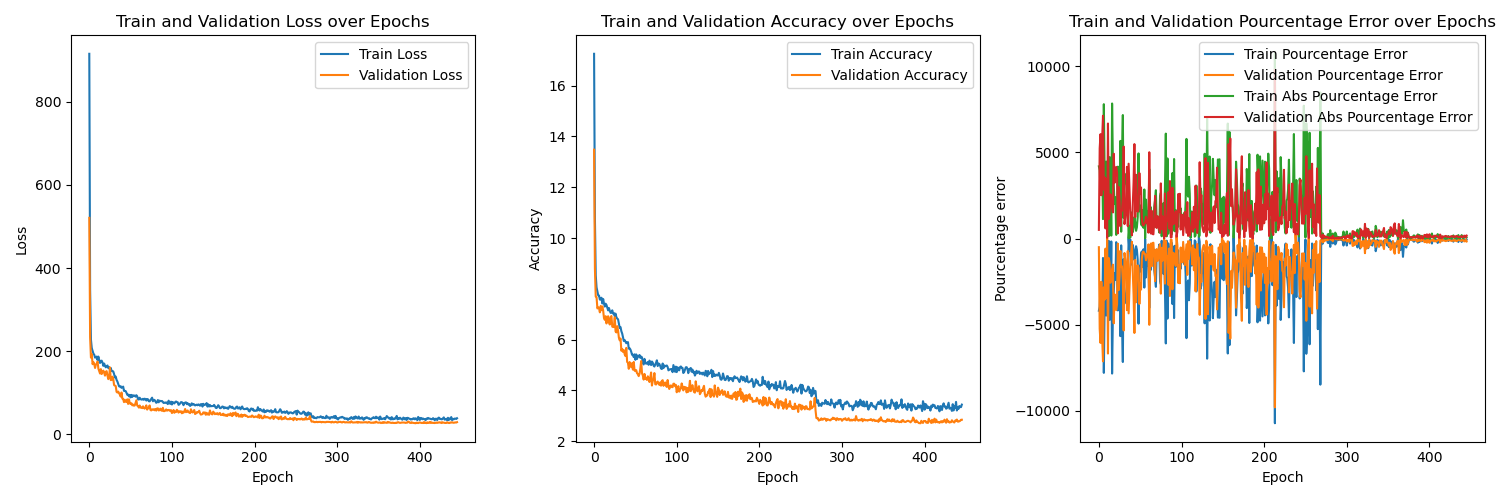 Train and Validation Loss over Epochs
Train Loss
Validation Loss
Loss
800
600
400
200
0
0 100 200 300 400
Epoch
Train and Validation Accuracy over Epochs
Train Accuracy
Validation Accuracy
Accuracy
16
14
12
10
8
6
4
2
0 100 200 300 400
Epoch
Train and Validation Pourcentage Error over Epochs
Train Pourcentage Error
Validation Pourcentage Error
Train Abs Pourcentage Error
Validation Abs Pourcentage Error
Pourcentage error
10000
5000
0
−5000
−10000
0 100 200 300 400
Epoch